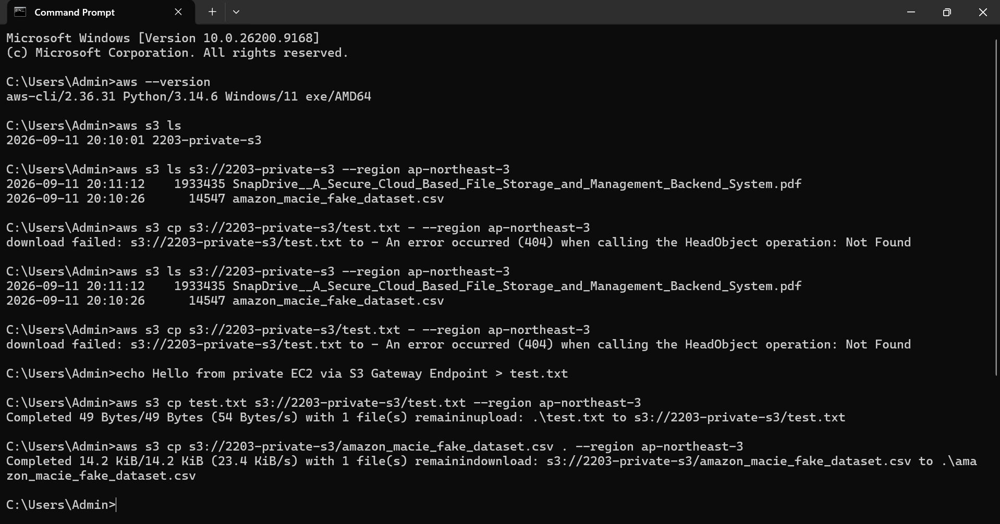 Command Prompt
Microsoft Windows [Version 10.0.26200.9168]
(c) Microsoft Corporation. All rights reserved.
C:\Users\Admin>aws --version
aws-cli/2.36.31 Python/3.14.6 Windows/11 exe/AMD64
C:\Users\Admin>aws s3 ls
2026-09-11 20:10:01 2203-private-s3
C:\Users\Admin>aws s3 ls s3://2203-private-s3 --region ap-northeast-3
2026-09-11 20:11:12    1933435 SnapDrive__A_Secure_Cloud_Based_File_Storage_and_Management_Backend_System.pdf
2026-09-11 20:10:26      14547 amazon_macie_fake_dataset.csv
C:\Users\Admin>aws s3 cp s3://2203-private-s3/test.txt - --region ap-northeast-3
download failed: s3://2203-private-s3/test.txt to - An error occurred (404) when calling the HeadObject operation: Not Found
C:\Users\Admin>aws s3 ls s3://2203-private-s3 --region ap-northeast-3
2026-09-11 20:11:12    1933435 SnapDrive__A_Secure_Cloud_Based_File_Storage_and_Management_Backend_System.pdf
2026-09-11 20:10:26      14547 amazon_macie_fake_dataset.csv
C:\Users\Admin>aws s3 cp s3://2203-private-s3/test.txt - --region ap-northeast-3
download failed: s3://2203-private-s3/test.txt to - An error occurred (404) when calling the HeadObject operation: Not Found
C:\Users\Admin>echo Hello from private EC2 via S3 Gateway Endpoint > test.txt
C:\Users\Admin>aws s3 cp test.txt s3://2203-private-s3/test.txt --region ap-northeast-3
Completed 49 Bytes/49 Bytes (54 Bytes/s) with 1 file(s) remaininupload: .\test.txt to s3://2203-private-s3/test.txt
C:\Users\Admin>aws s3 cp s3://2203-private-s3/amazon_macie_fake_dataset.csv . --region ap-northeast-3
Completed 14.2 KiB/14.2 KiB (23.4 KiB/s) with 1 file(s) remainindownload: s3://2203-private-s3/amazon_macie_fake_dataset.csv to .\ama
zon_macie_fake_dataset.csv
C:\Users\Admin>